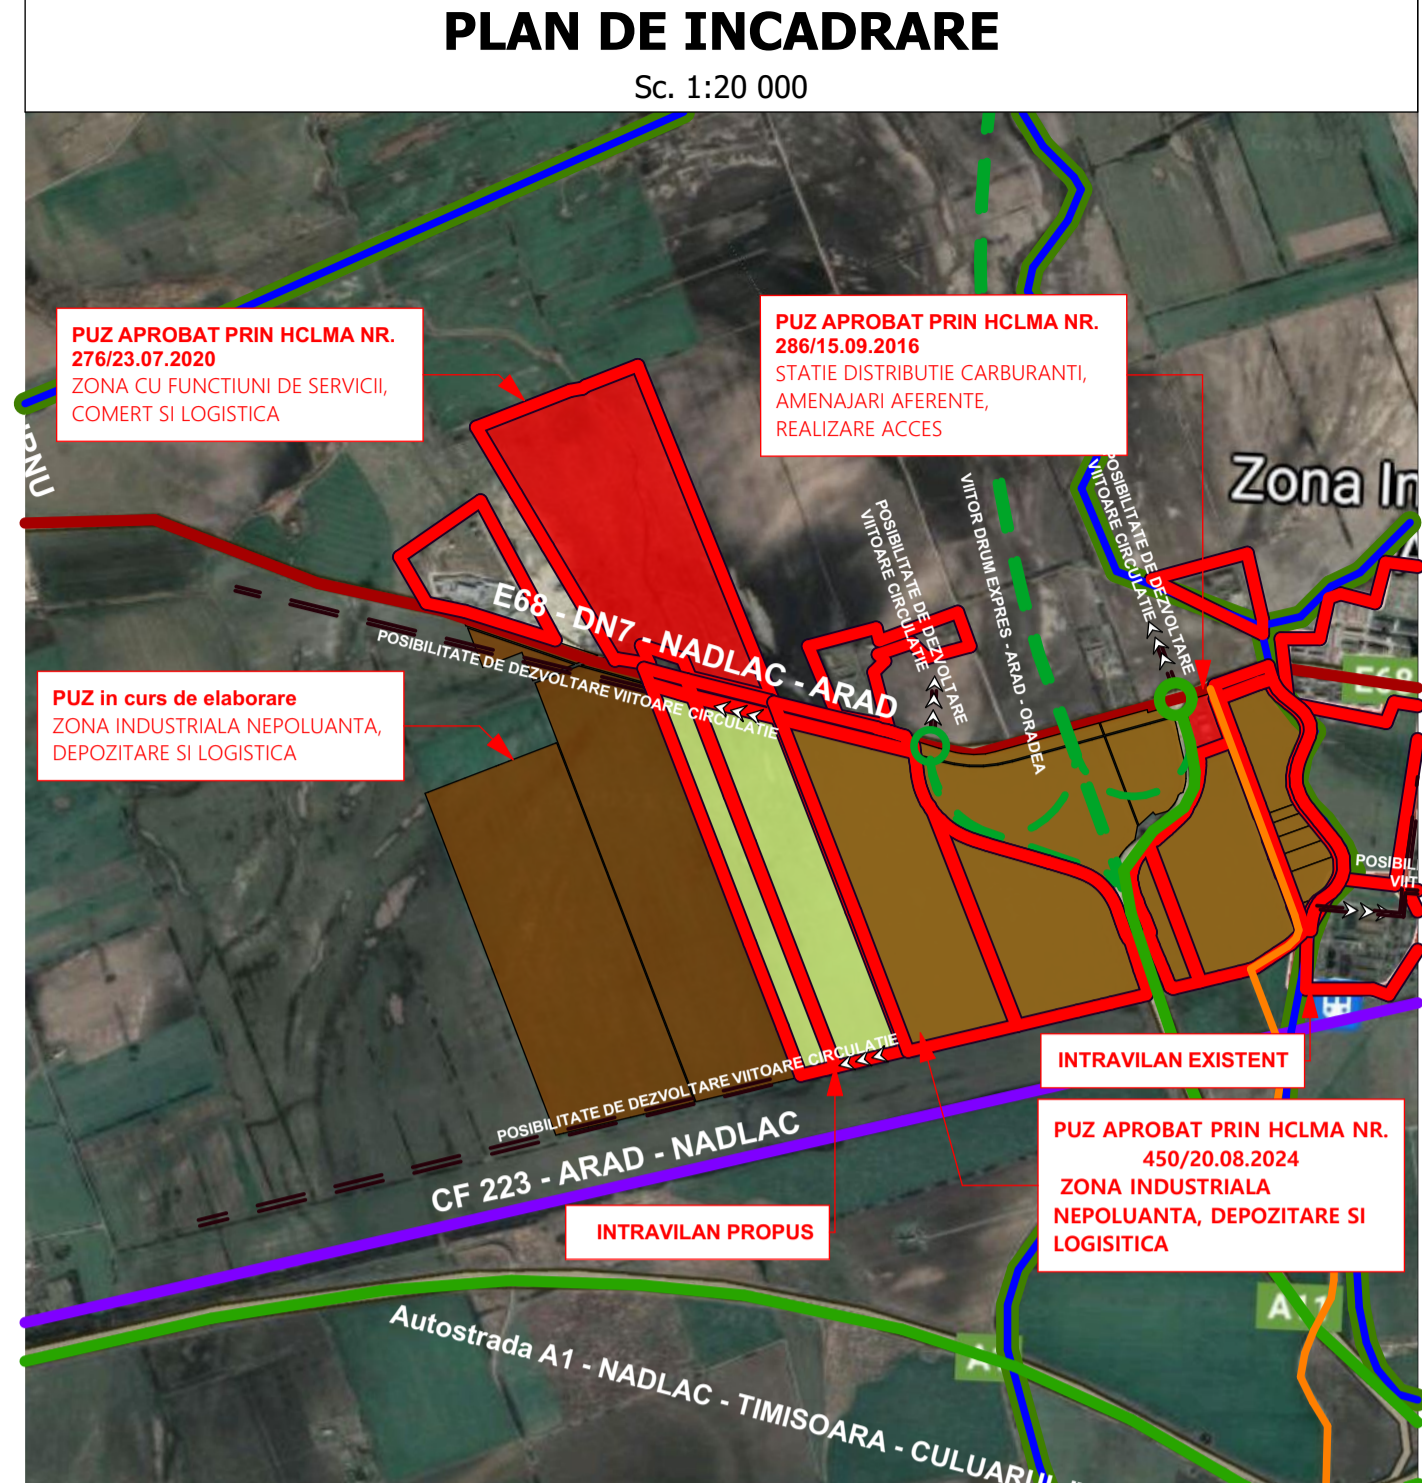 PLAN DE INCADRARE
Sc. 1:20 000
PUZ APROBAT PRIN HCLMA NR.
276/23.07.2020
ZONA CU FUNCTIUNI DE SERVICII,
COMERT SI LOGISTICA
PUZ APROBAT PRIN HCLMA NR.
286/15.09.2016
STATIE DISTRIBUTIE CARBURANTI,
AMENAJARI AFERENTE,
REALIZARE ACCES
Zona In
POSIBILITATE DE DEZVOLTARE
VIITOARE CIRCULATIE
VIITOR DRUM EXPRES - ARAD - ORADEA
POSIBILITATE DE DEZVOLTARE
VIITOARE CIRCULATIE
E68 - DN7 - NADLAC - ARAD
POSIBILITATE DE DEZVOLTARE VIITOARE CIRCULATIE
E68
PUZ in curs de elaborare
ZONA INDUSTRIALA NEPOLUANTA,
DEPOZITARE SI LOGISTICA
POSIBIL
VIIT
POSIBILITATE DE DEZVOLTARE VIITOARE CIRCULATIE
INTRAVILAN EXISTENT
CF 223 - ARAD - NADLAC
PUZ APROBAT PRIN HCLMA NR.
450/20.08.2024
ZONA INDUSTRIALA
NEPOLUANTA, DEPOZITARE SI
LOGISITICA
INTRAVILAN PROPUS
A11
Autostrada A1 - NADLAC - TIMISOARA - CULUARUL